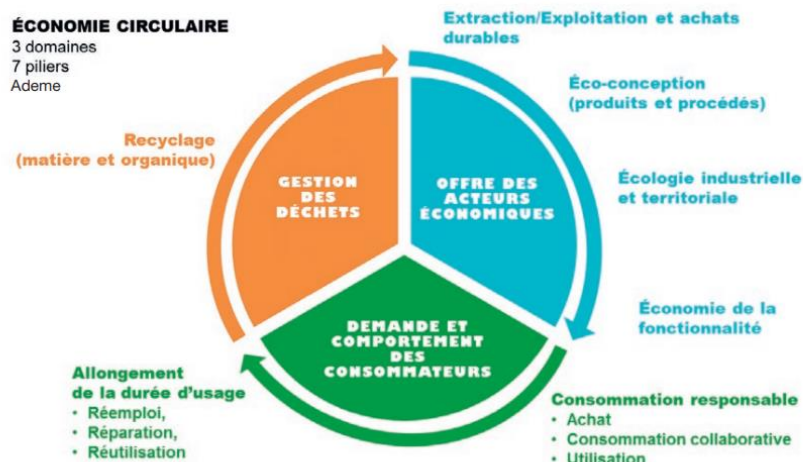 ÉCONOMIE CIRCULAIRE
3 domaines
7 piliers
Ademe
Extraction/Exploitation et achats
durables
Éco-conception
(produits et procédés)
Écologie industrielle
et territoriale
Économie de la
fonctionnalité
Recyclage
(matière et organique)
GESTION
DES
DÉCHETS
OFFRE DES
ACTEURS
ÉCONOMIQUES
DEMANDE ET
COMPORTEMENT
DES
CONSOMMATEURS
Allongement
de la durée d'usage
• Réemploi,
• Réparation,
• Réutilisation
Consommation responsable
• Achat
• Consommation collaborative
• Utilisation